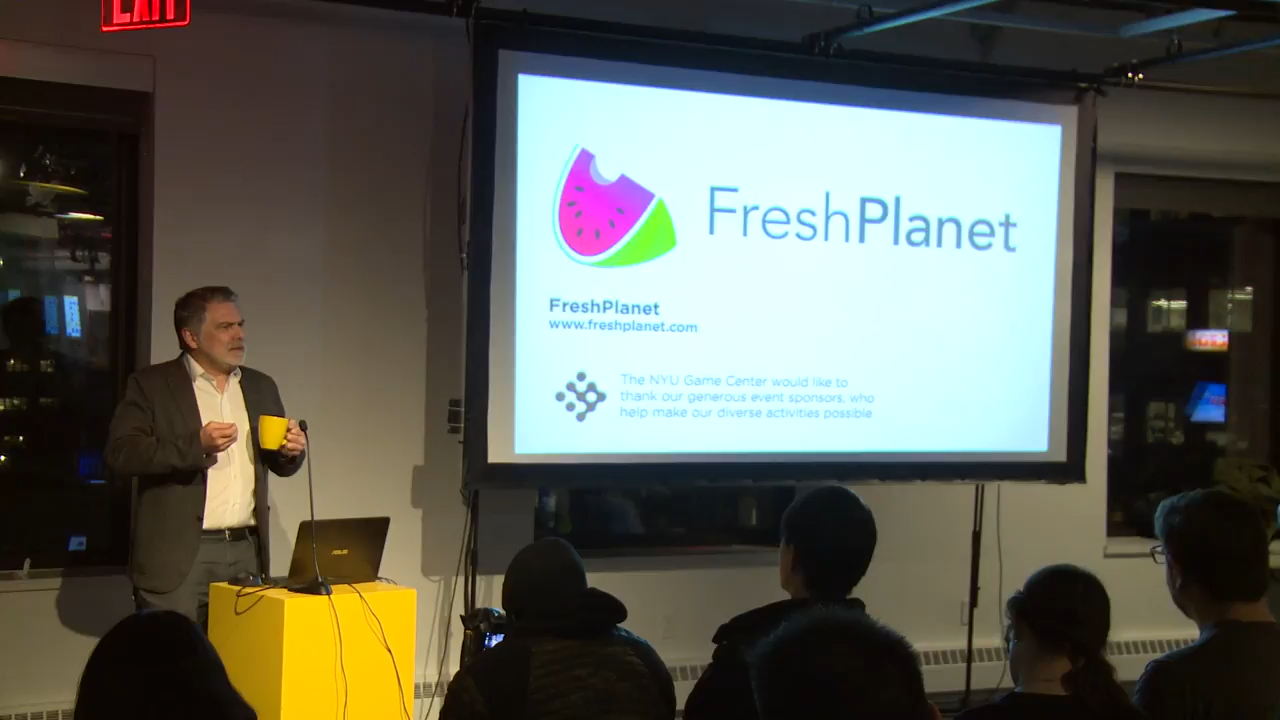 EXIT
FreshPlanet
FreshPlanet
www.freshplanet.com
The NYU Game Center would like to
thank our generous event sponsors, who
help make our diverse activities possible
ASUS